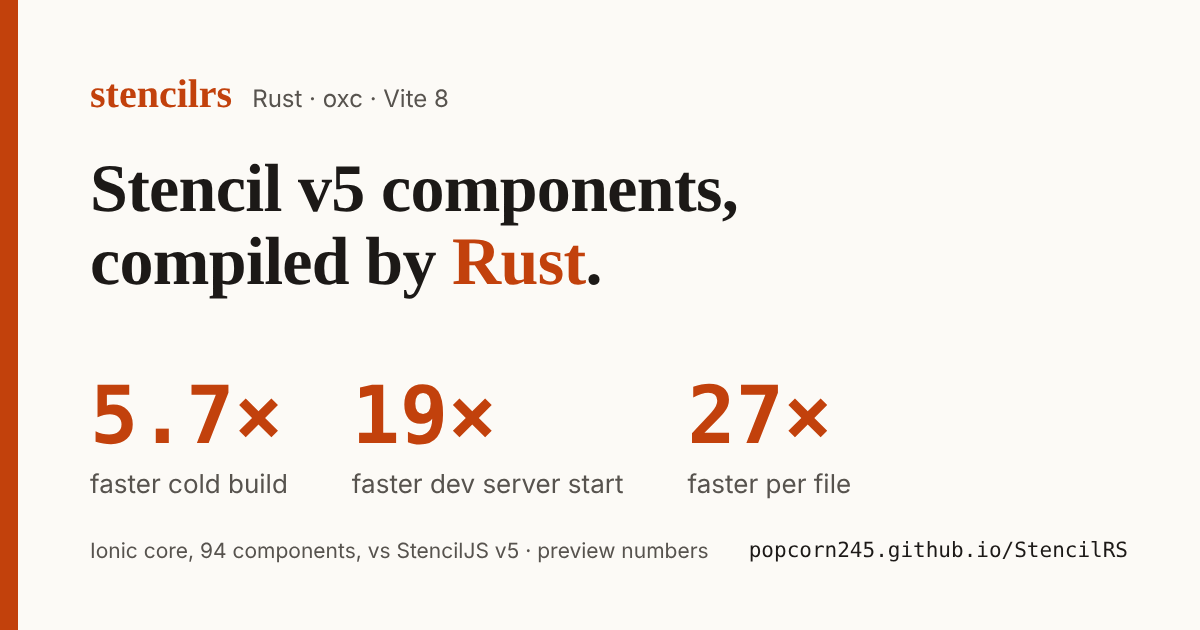 stencilrs Rust · oxc · Vite 8
Stencil v5 components,
compiled by Rust.
5.7× 19× 27×
faster cold build faster dev server start faster per file
Ionic core, 94 components, vs StencilJS v5 · preview numbers popcorn245.github.io/StencilRS